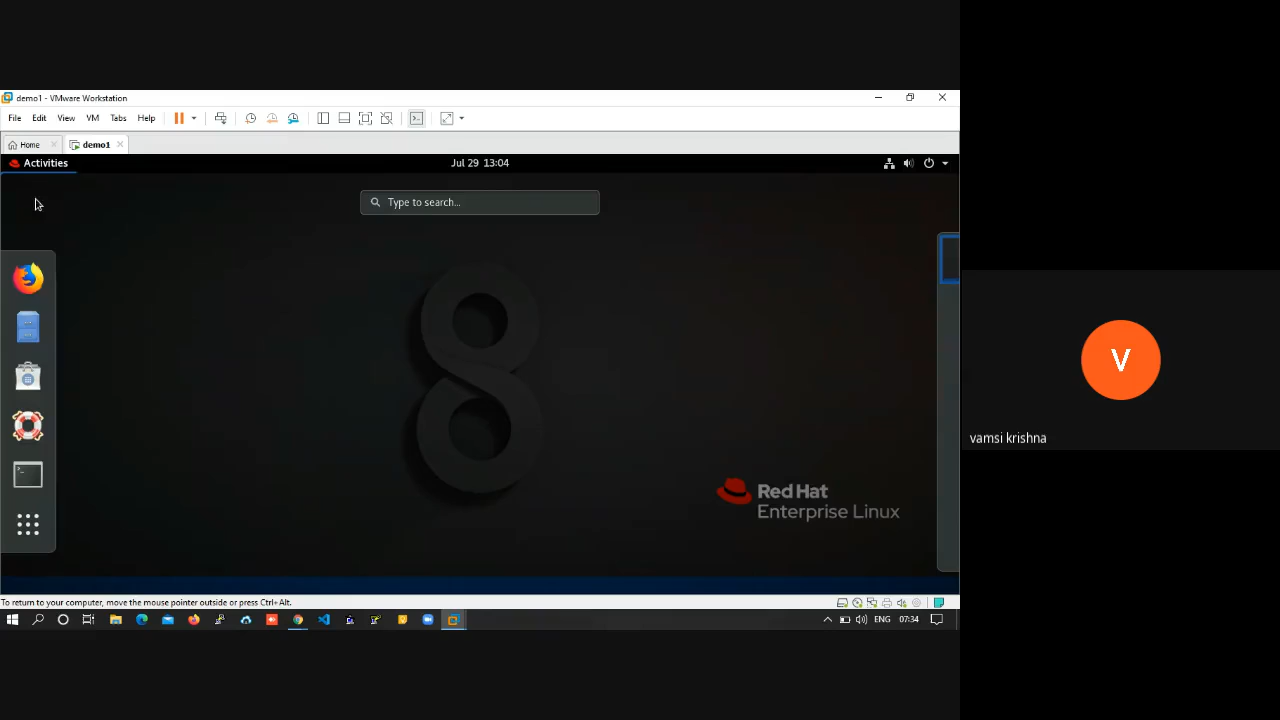 demo1 - VMware Workstation
File Edit View VM Tabs Help
Home demo1
Activities Jul 29 13:04
Type to search...
8
Red Hat
Enterprise Linux
To return to your computer, move the mouse pointer outside or press Ctrl+Alt.
ENG 07:34
V
vamsi krishna